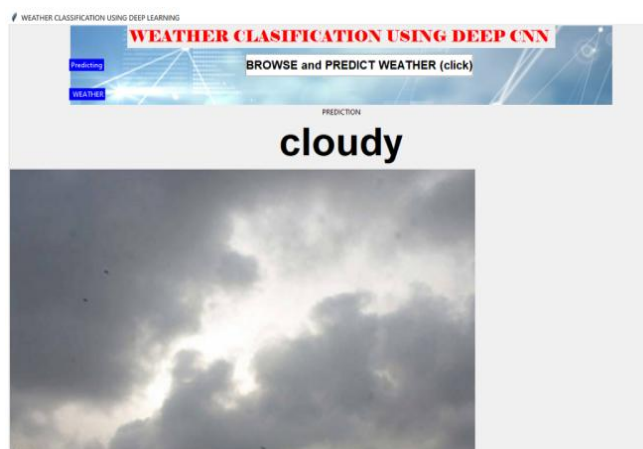 WEATHER CLASSIFICATION USING DEEP LEARNING
WEATHER CLASIFICATION USING DEEP CNN
Predicting
BROWSE and PREDICT WEATHER (click)
WEATHER
PREDICTION
cloudy